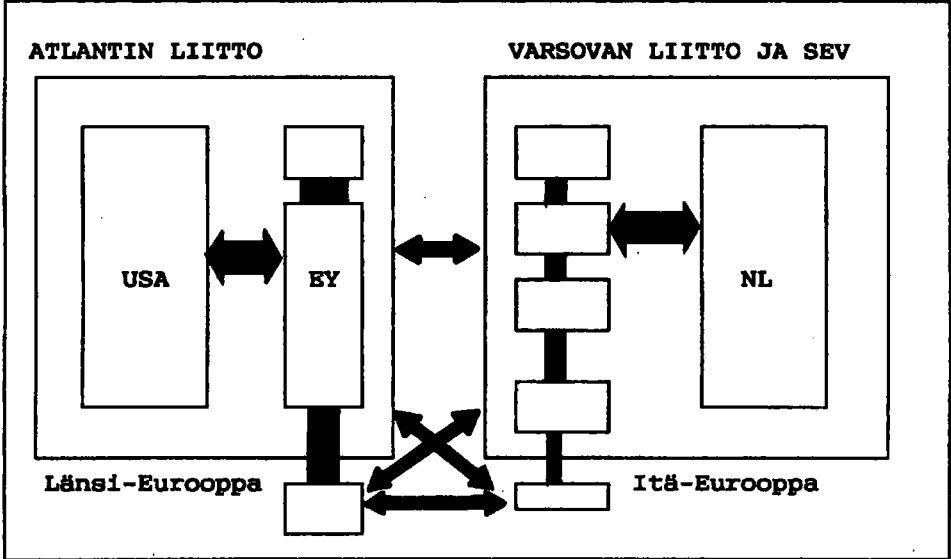 ATLANTIN LIITTO
VARSOVAN LIITTO JA SEV
USA
EY
NL
Länsi-Eurooppa
Itä-Eurooppa